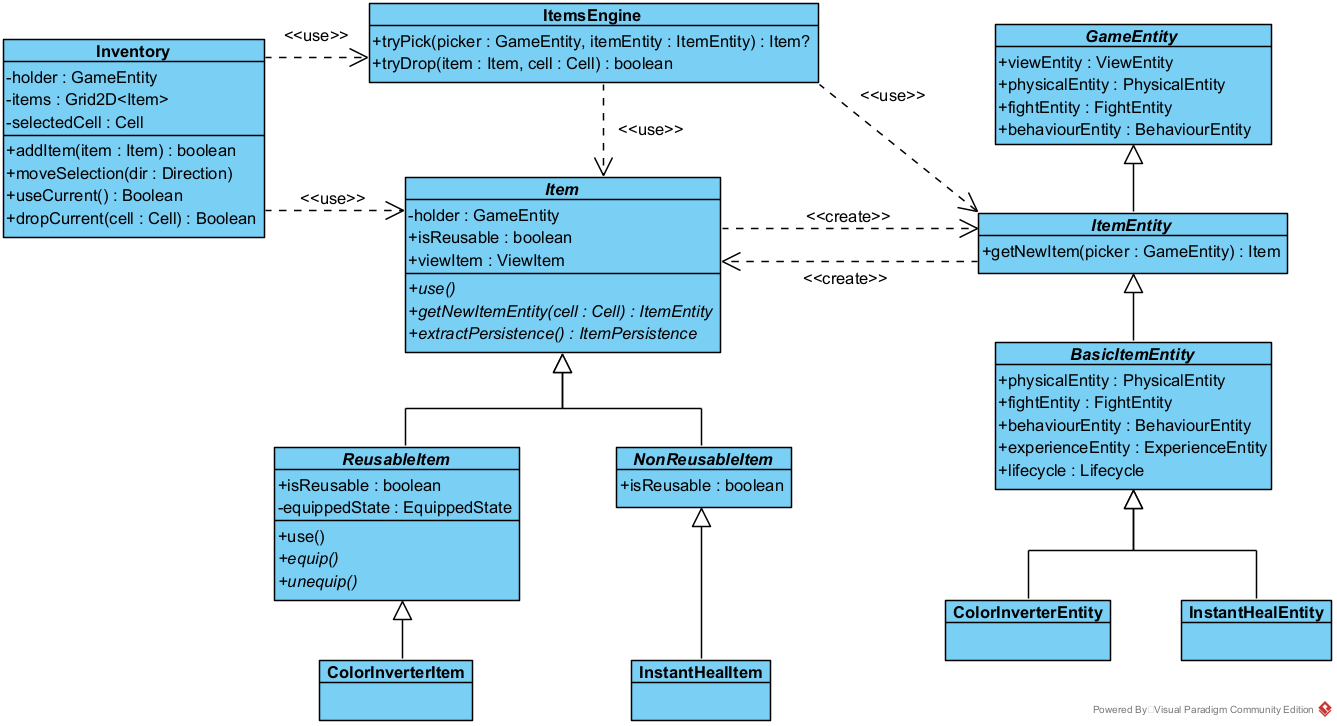 ItemsEngine
+tryPick(picker : GameEntity, itemEntity : ItemEntity) : Item?
+tryDrop(item : Item, cell : Cell) : boolean
<<use>>
Inventory
-holder : GameEntity
-items : Grid2D<Item>
-selectedCell : Cell
+addItem(item : Item) : boolean
+moveSelection(dir : Direction)
+useCurrent() : Boolean
+dropCurrent(cell : Cell) : Boolean
<<use>>
<<use>>
<<use>>
GameEntity
+viewEntity : ViewEntity
+physicalEntity : PhysicalEntity
+fightEntity : FightEntity
+behaviourEntity : BehaviourEntity
Item
-holder : GameEntity
+isReusable : boolean
+viewItem : ViewItem
+use()
+getNewItemEntity(cell : Cell) : ItemEntity
+extractPersistence() : ItemPersistence
<<create>>
<<create>>
ItemEntity
+getNewItem(picker : GameEntity) : Item
BasicItemEntity
+physicalEntity : PhysicalEntity
+fightEntity : FightEntity
+behaviourEntity : BehaviourEntity
+experienceEntity : ExperienceEntity
+lifecycle : Lifecycle
ReusableItem
+isReusable : boolean
-equippedState : EquippedState
+use()
+equip()
+unequip()
NonReusableItem
+isReusable : boolean
ColorInverterEntity
InstantHealEntity
ColorInverterItem
InstantHealItem
Powered By Visual Paradigm Community Edition